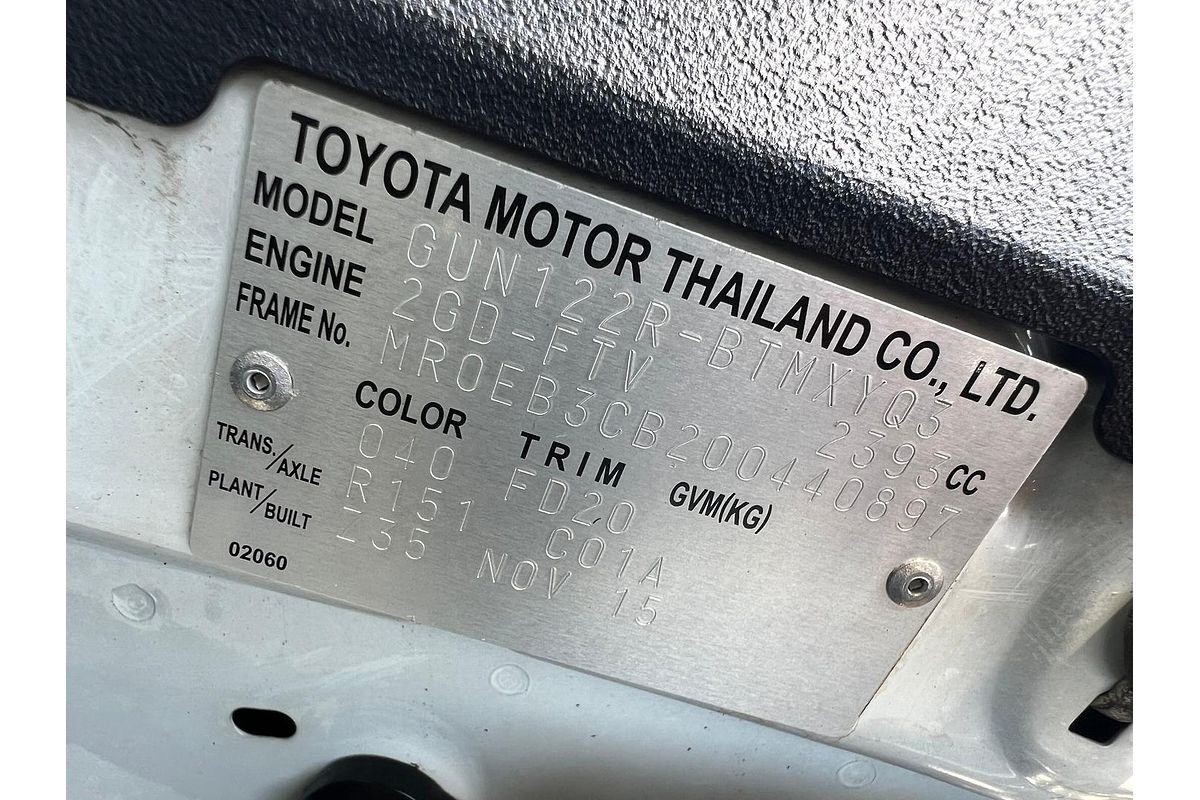 TOYOTA MOTOR THAILAND CO., LTD.
MODEL GUN122R-BTMXYQ3
ENGINE 2GD-FTV 2393 CC
FRAME No. MR0EB3CB200440897
COLOR TRIM GVM(KG)
040 FD20
TRANS./AXLE R151 C01A
PLANT/BUILT Z35 NOV 15
02060